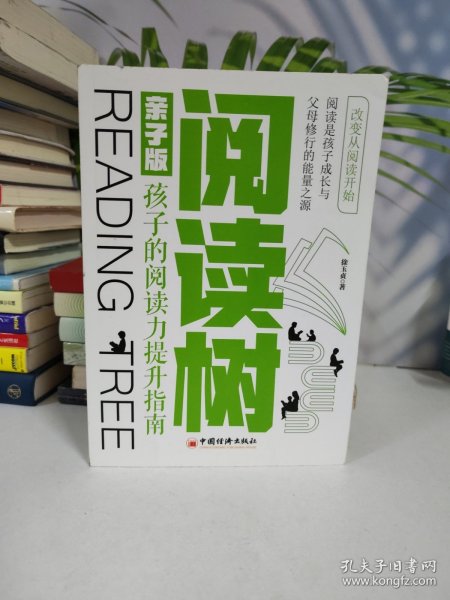 改变从阅读开始
阅读是孩子成长与
父母修行的能量之源
徐玉贞◎著
阅读树
亲子版
孩子的阅读力提升指南
READING TREE
中国经济出版社
孔夫子旧书网
www.kongfz.com